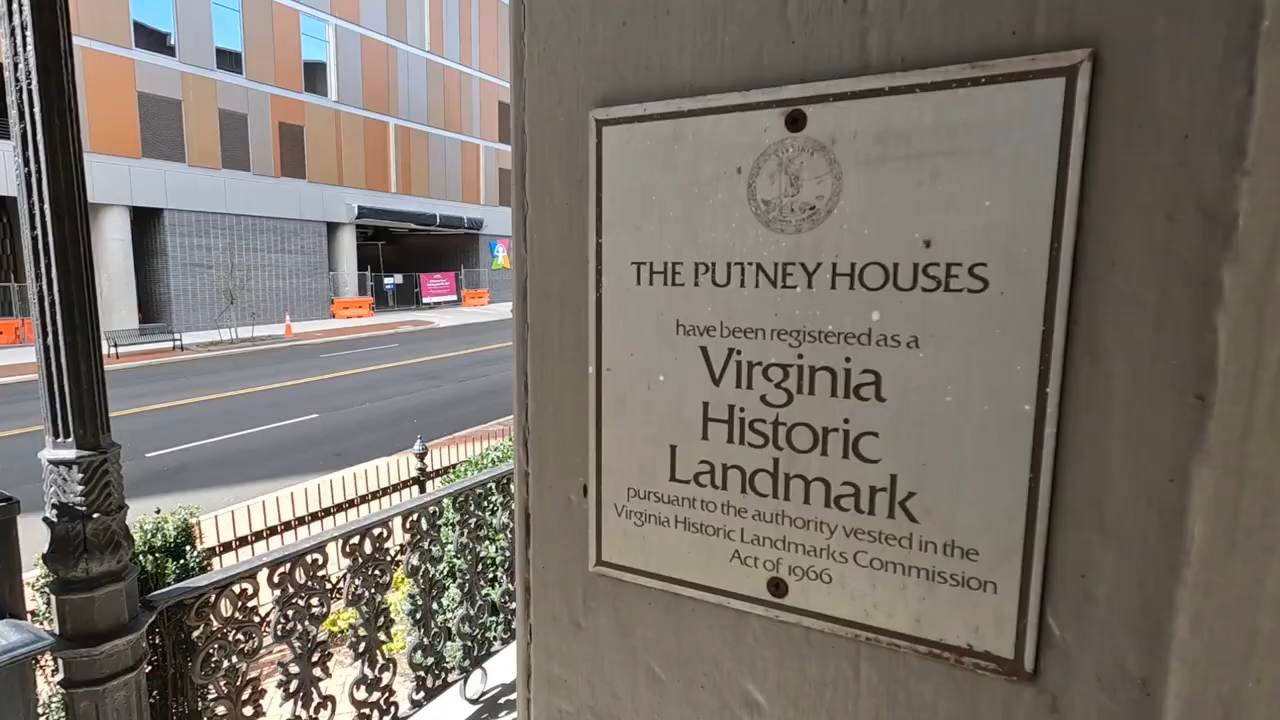 VIRGINIA
THE PUTNEY HOUSES
have been registered as a
Virginia
Historic
Landmark
pursuant to the authority vested in the
Virginia Historic Landmarks Commission
Act of 1966